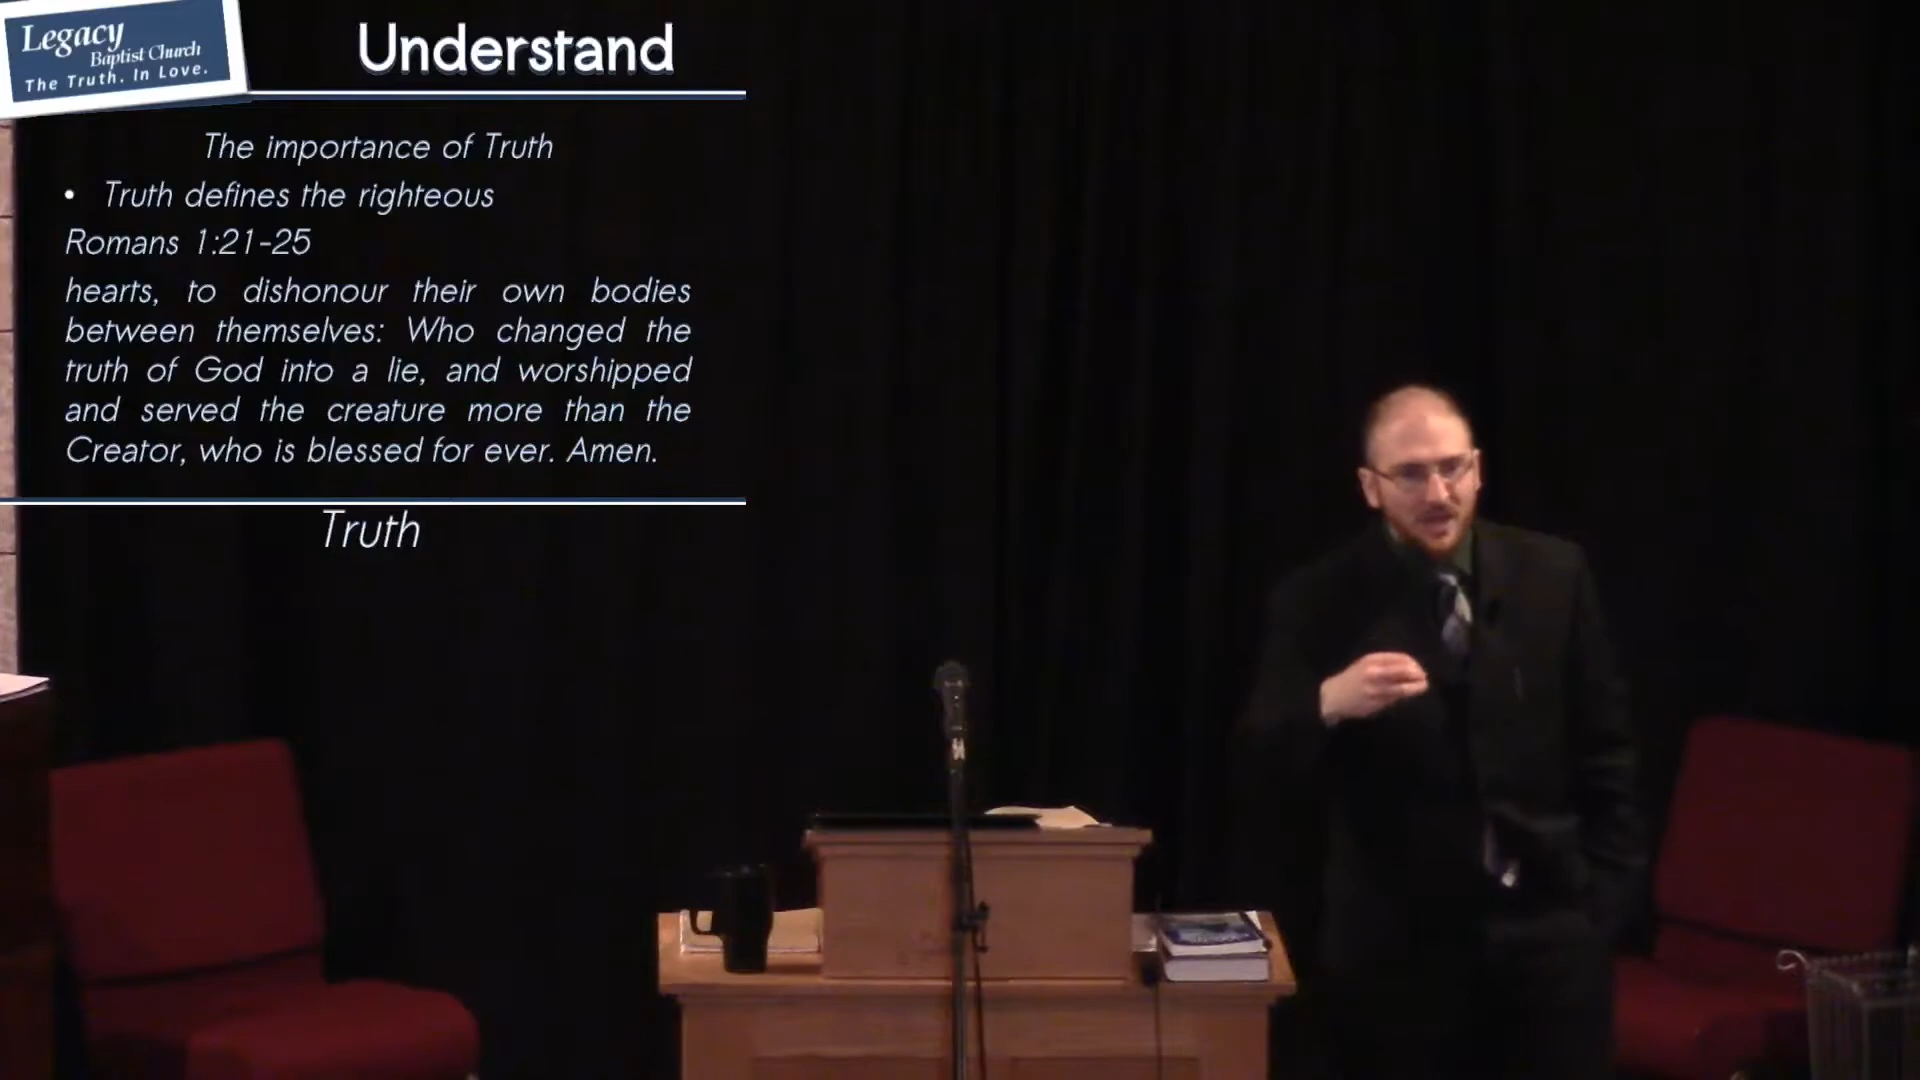 Legacy
Baptist Church
The Truth. In Love.
Understand
The importance of Truth
• Truth defines the righteous
Romans 1:21-25
hearts, to dishonour their own bodies
between themselves: Who changed the
truth of God into a lie, and worshipped
and served the creature more than the
Creator, who is blessed for ever. Amen.
Truth